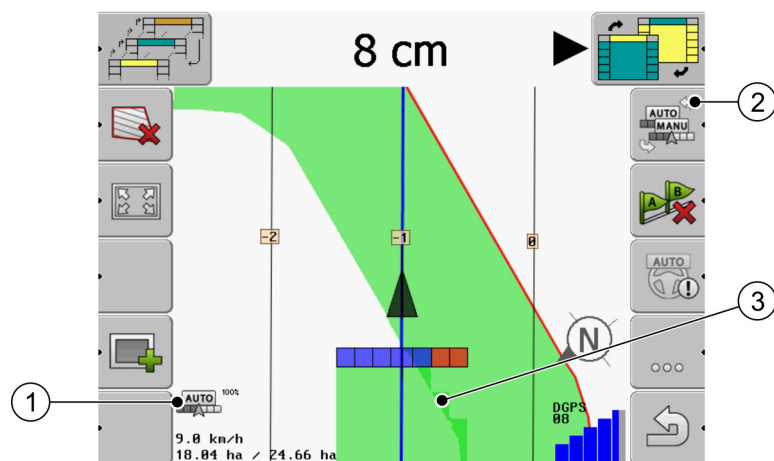 8 cm
AUTO
MANU
2
A B
-2
-1
0
AUTO
3
N
1
AUTO 100%
DGPS
08
9.0 km/h
18.04 ha / 24.66 ha